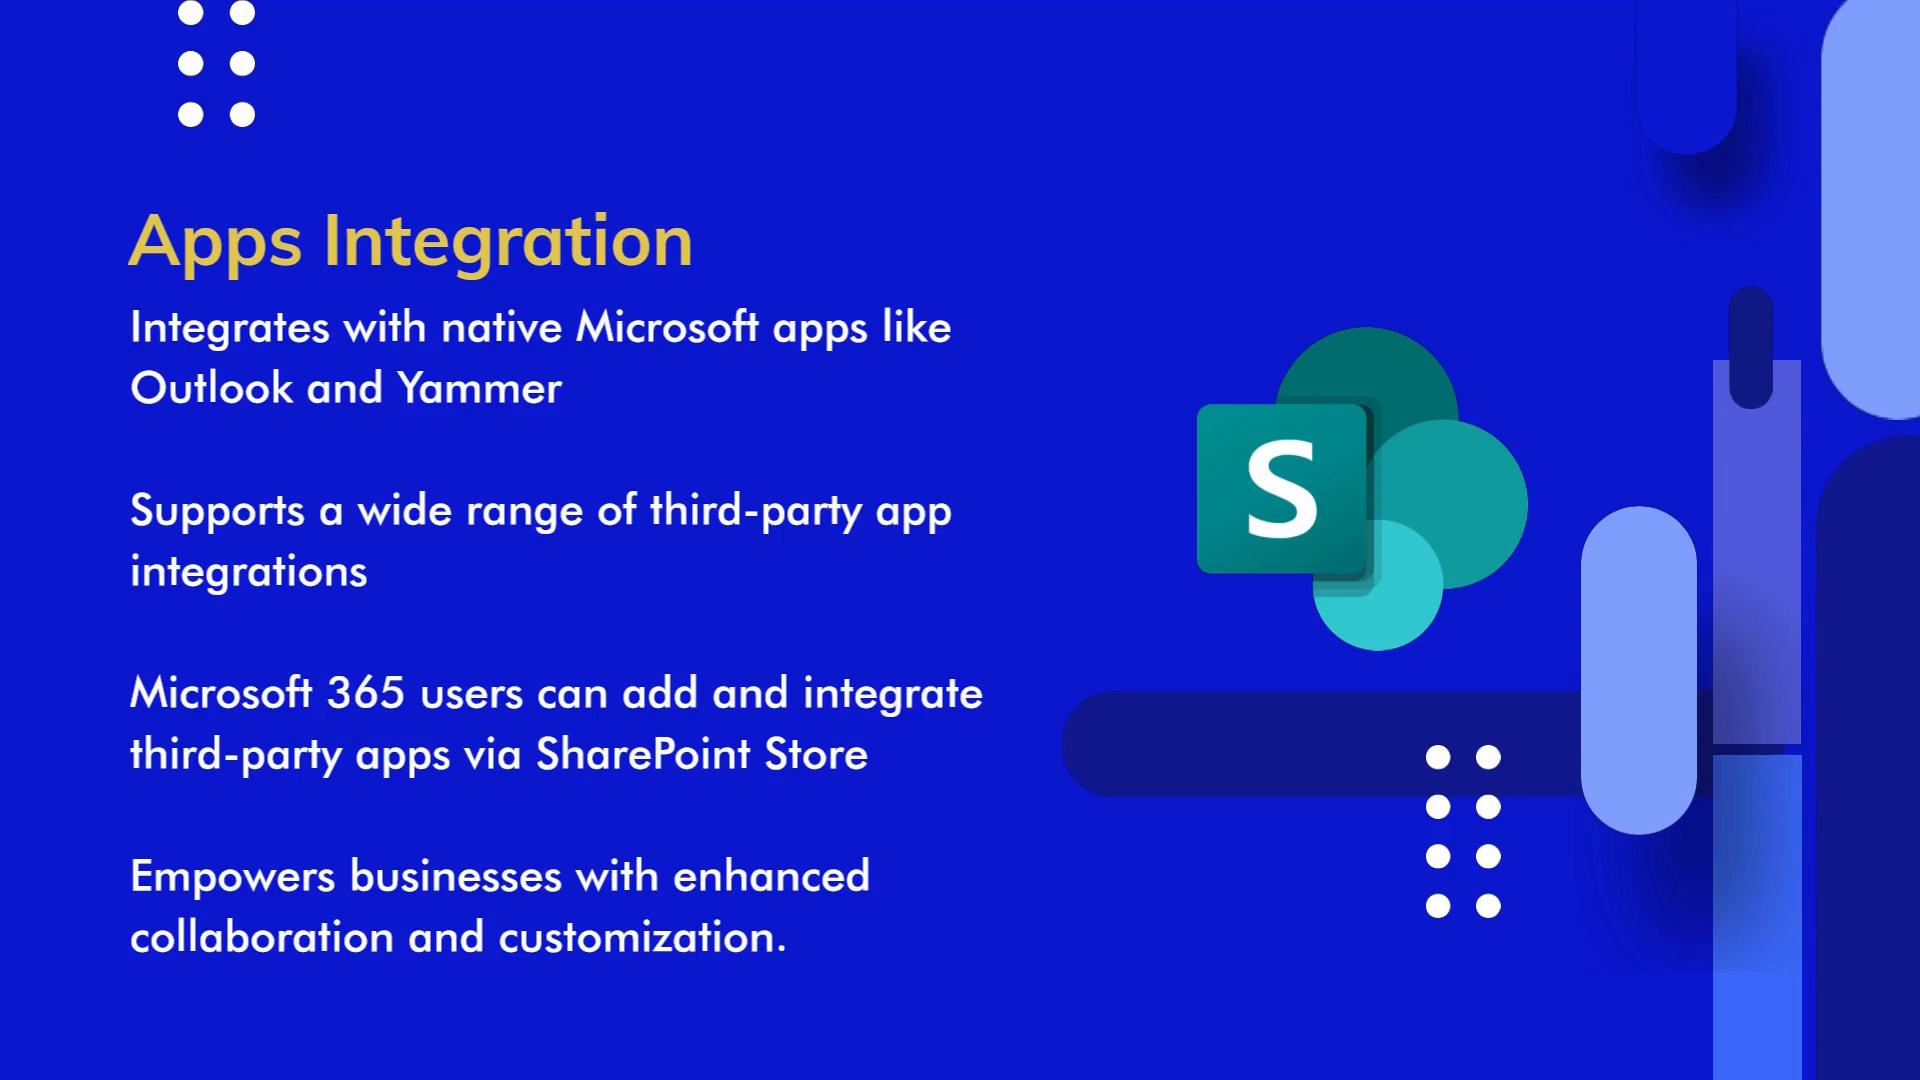 Apps Integration
Integrates with native Microsoft apps like
Outlook and Yammer
Supports a wide range of third-party app
integrations
Microsoft 365 users can add and integrate
third-party apps via SharePoint Store
Empowers businesses with enhanced
collaboration and customization.
S